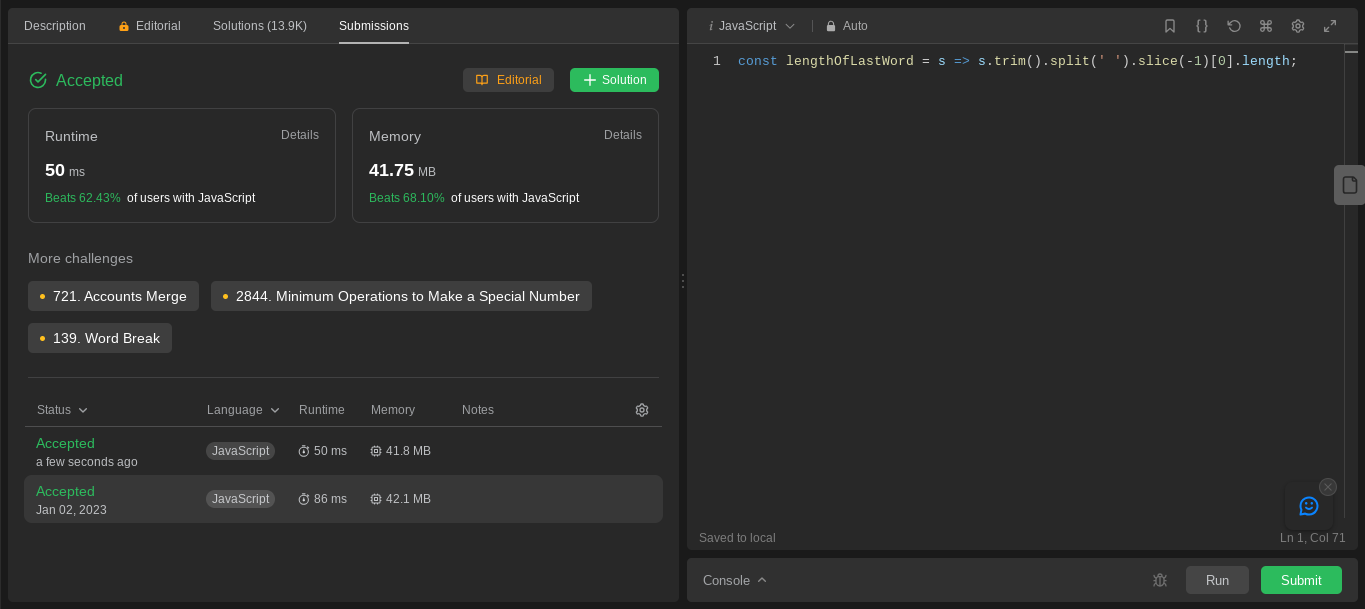 Description Editorial Solutions (13.9K) Submissions
Accepted Editorial Solution
Runtime Details
50 ms
Beats 62.43% of users with JavaScript
Memory Details
41.75 MB
Beats 68.10% of users with JavaScript
More challenges
721. Accounts Merge 2844. Minimum Operations to Make a Special Number
139. Word Break
Status Language Runtime Memory Notes
Accepted
a few seconds ago
JavaScript 50 ms 41.8 MB
Accepted
Jan 02, 2023
JavaScript 86 ms 42.1 MB
i JavaScript Auto
1 const lengthOfLastWord = s => s.trim().split(' ').slice(-1)[0].length;
Saved to local Ln 1, Col 71
Console Run Submit